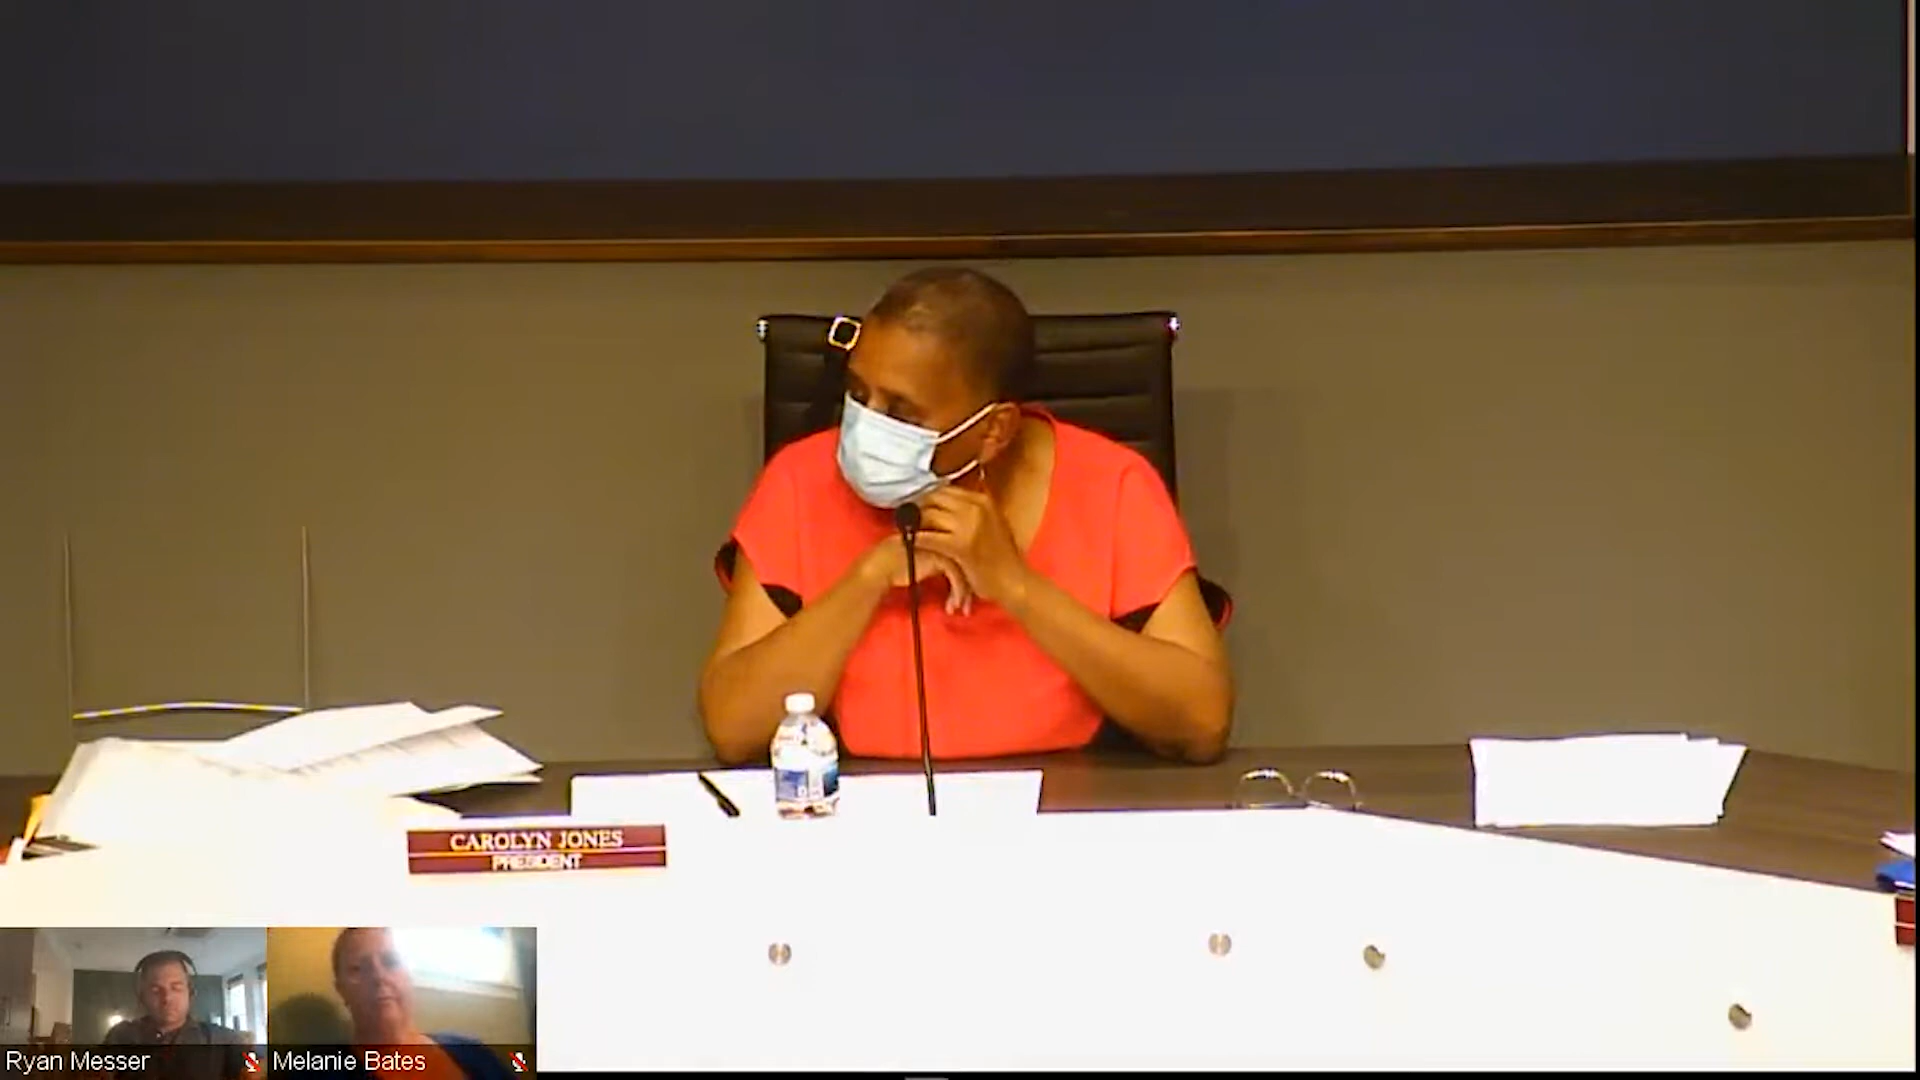 CAROLYN JONES
PRESIDENT
Ryan Messer
Melanie Bates